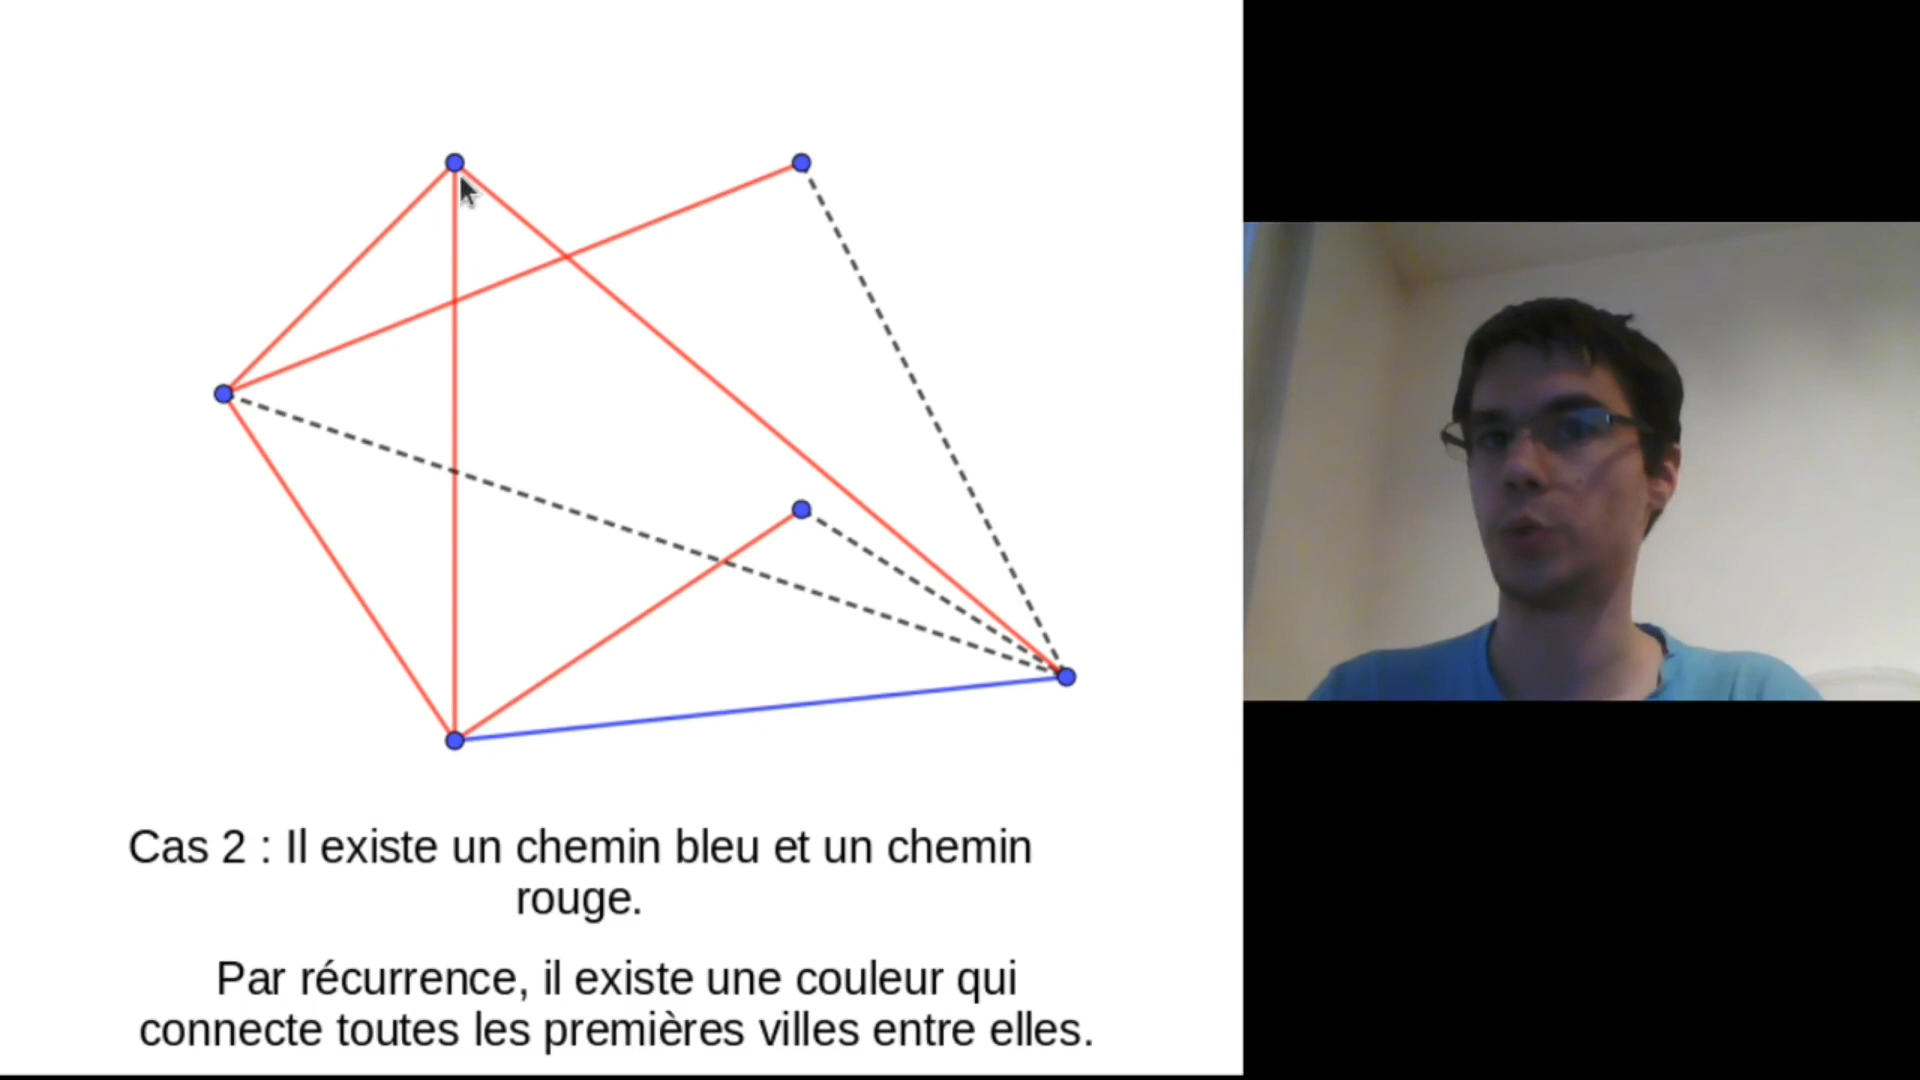 Cas 2 : Il existe un chemin bleu et un chemin
rouge.
Par récurrence, il existe une couleur qui
connecte toutes les premières villes entre elles.